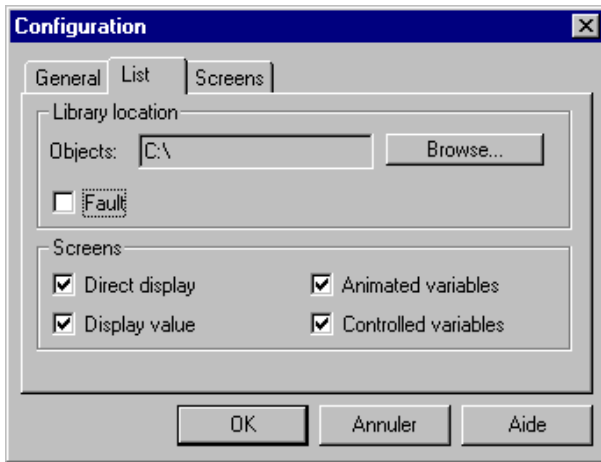 Configuration
General List Screens
Library location
Objects: C:\ Browse...
Fault
Screens
Direct display Animated variables
Display value Controlled variables
OK Annuler Aide